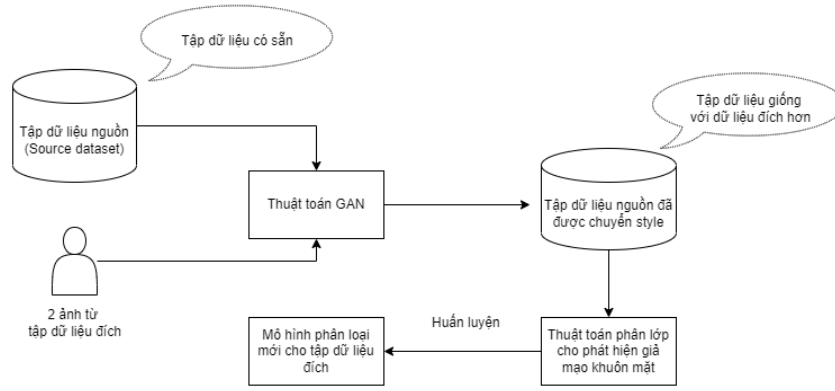 Tập dữ liệu có sẵn
Tập dữ liệu nguồn
(Source dataset)
Tập dữ liệu giống
với dữ liệu đích hơn
Thuật toán GAN
Tập dữ liệu nguồn đã
được chuyển style
2 ảnh từ
tập dữ liệu đích
Mô hình phân loại
mới cho tập dữ liệu
đích
Huấn luyện
Thuật toán phân lớp
cho phát hiện giả
mạo khuôn mặt